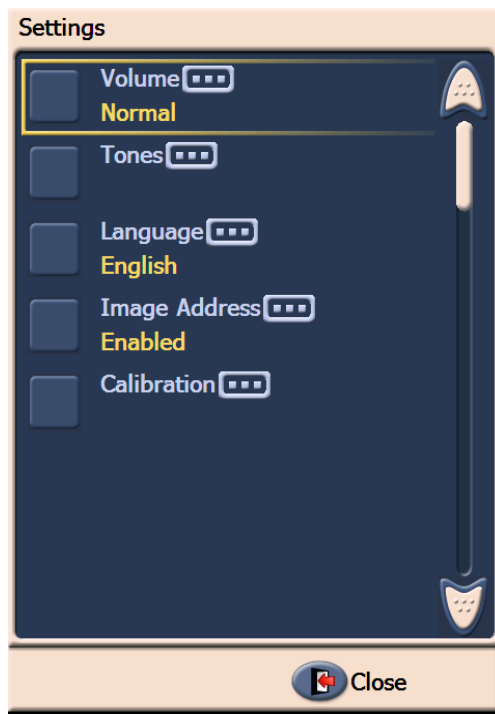 Settings
Volume
Normal
Tones
Language
English
Image Address
Enabled
Calibration
Close